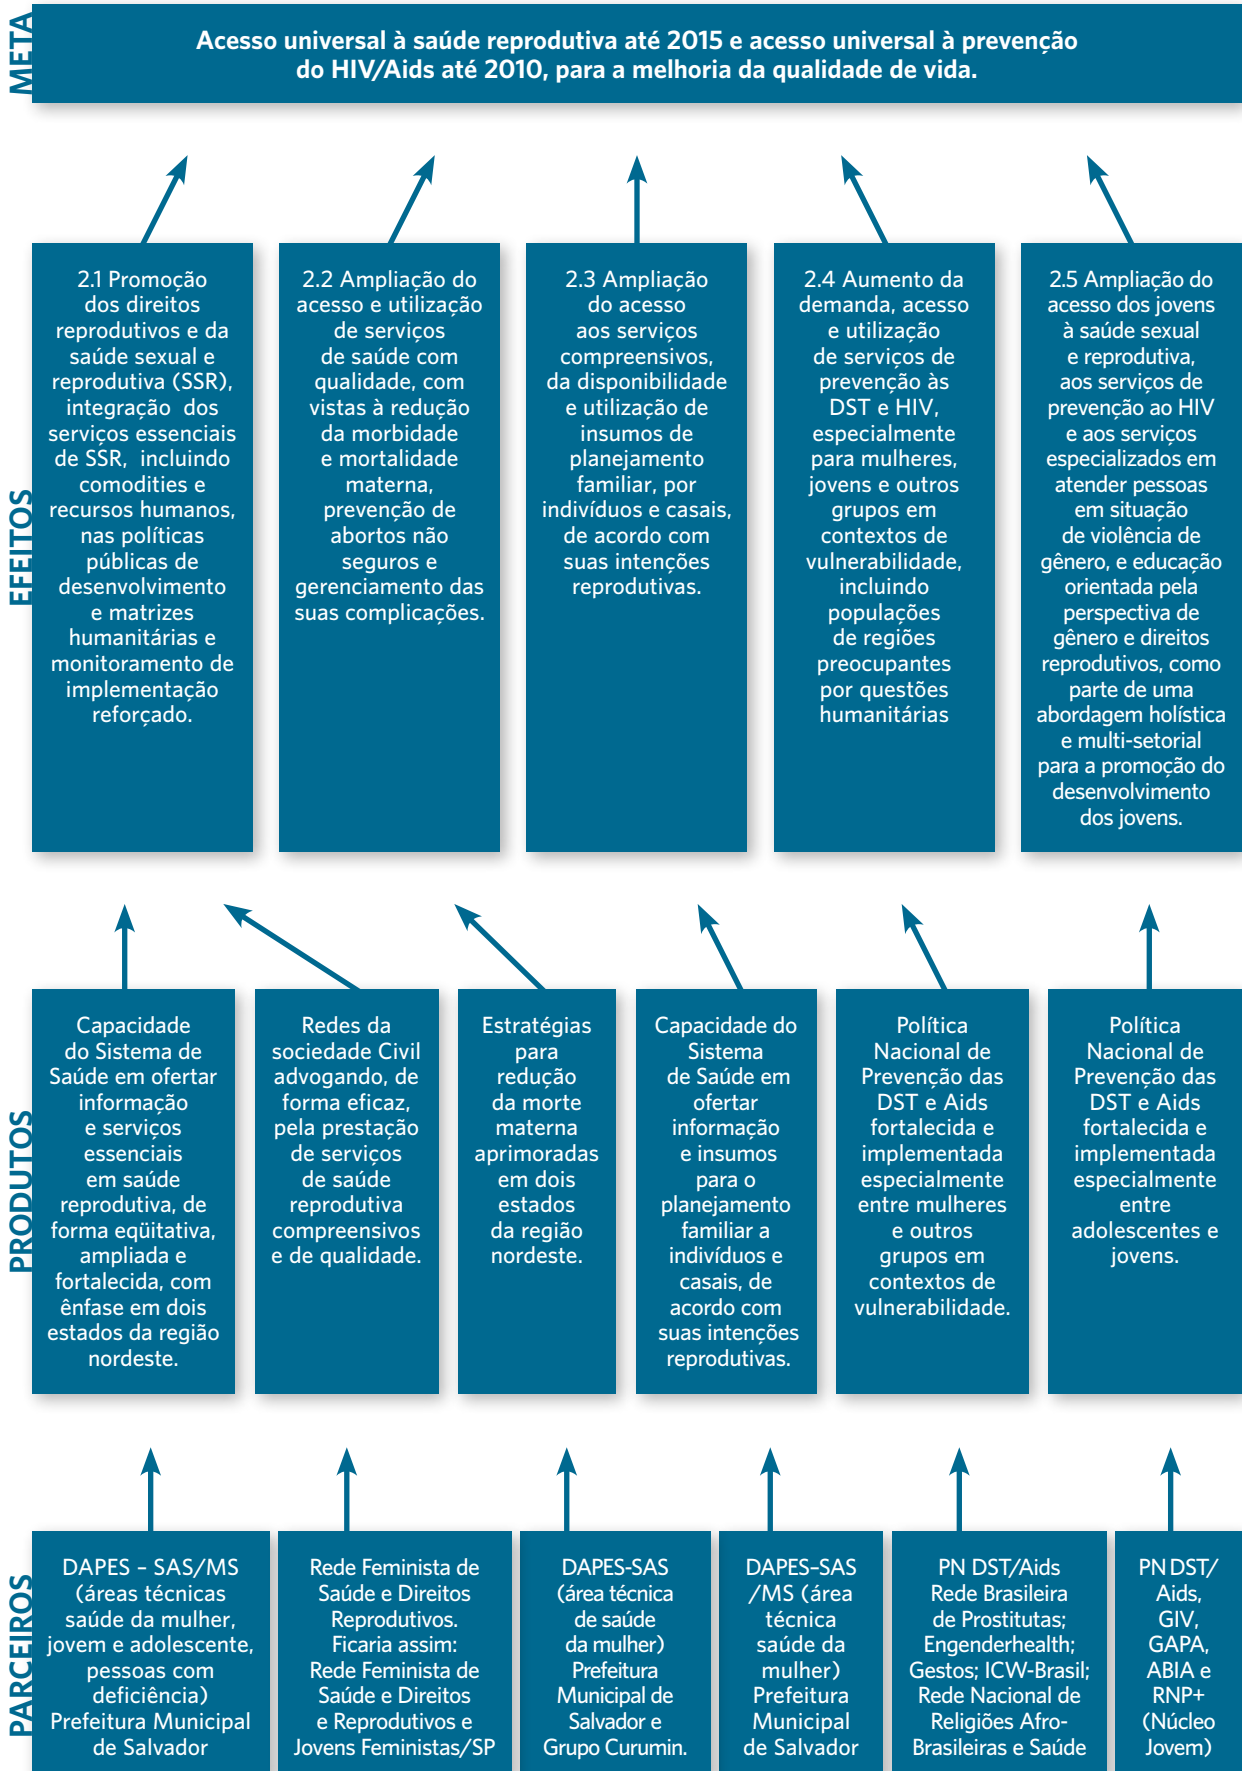 META
Acesso universal à saúde reprodutiva até 2015 e acesso universal à prevenção
do HIV/Aids até 2010, para a melhoria da qualidade de vida.
EFEITOS
2.1 Promoção
dos direitos
reprodutivos e da
saúde sexual e
reprodutiva (SSR),
integração dos
serviços essenciais
de SSR, incluindo
comodities e
recursos humanos,
nas políticas
públicas de
desenvolvimento
e matrizes
humanitárias e
monitoramento de
implementação
reforçado.
2.2 Ampliação do
acesso e utilização
de serviços
de saúde com
qualidade, com
vistas à redução
da morbidade
e mortalidade
materna,
prevenção de
abortos não
seguros e
gerenciamento das
suas complicações.
2.3 Ampliação
do acesso
aos serviços
compreensivos,
da disponibilidade
e utilização de
insumos de
planejamento
familiar, por
indivíduos e casais,
de acordo com
suas intenções
reprodutivas.
2.4 Aumento da
demanda, acesso
e utilização
de serviços de
prevenção às
DST e HIV,
especialmente
para mulheres,
jovens e outros
grupos em
contextos de
vulnerabilidade,
incluindo
populações
de regiões
preocupantes
por questões
humanitárias
2.5 Ampliação do
acesso dos jovens
à saúde sexual
e reprodutiva,
aos serviços de
prevenção ao HIV
e aos serviços
especializados em
atender pessoas
em situação
de violência de
gênero, e educação
orientada pela
perspectiva de
gênero e direitos
reprodutivos, como
parte de uma
abordagem holística
e multi-setorial
para a promoção do
desenvolvimento
dos jovens.
PRODUTOS
Capacidade
do Sistema de
Saúde em ofertar
informação
e serviços
essenciais
em saúde
reprodutiva, de
forma eqüitativa,
ampliada e
fortalecida, com
ênfase em dois
estados da região
nordeste.
Redes da
sociedade Civil
advogando, de
forma eficaz,
pela prestação
de serviços
de saúde
reprodutiva
compreensivos
e de qualidade.
Estratégias
para
redução
da morte
materna
aprimoradas
em dois
estados
da região
nordeste.
Capacidade do
Sistema
de Saúde em
ofertar
informação
e insumos
para o
planejamento
familiar a
indivíduos e
casais, de
acordo com
suas intenções
reprodutivas.
Política
Nacional de
Prevenção das
DST e Aids
fortalecida e
implementada
especialmente
entre mulheres
e outros
grupos em
contextos de
vulnerabilidade.
Política
Nacional de
Prevenção das
DST e Aids
fortalecida e
implementada
especialmente
entre
adolescentes e
jovens.
PARCEIROS
DAPES – SAS/MS
(áreas técnicas
saúde da mulher,
jovem e adolescente,
pessoas com
deficiência)
Prefeitura Municipal
de Salvador
Rede Feminista de
Saúde e Direitos
Reprodutivos.
Ficaria assim:
Rede Feminista de
Saúde e Direitos
e Reprodutivos e
Jovens Feministas/SP
DAPES-SAS
(área técnica
de saúde
da mulher)
Prefeitura
Municipal de
Salvador e
Grupo Curumin.
DAPES–SAS
/MS (área
técnica
saúde da
mulher)
Prefeitura
Municipal
de Salvador
PN DST/Aids
Rede Brasileira
de Prostitutas;
Engenderhealth;
Gestos; ICW-Brasil;
Rede Nacional de
Religiões Afro-
Brasileiras e Saúde
PN DST/
Aids,
GIV,
GAPA,
ABIA e
RNP+
(Núcleo
Jovem)